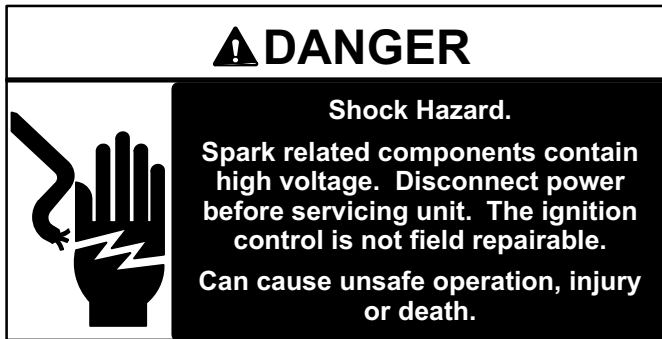 DANGER
Shock Hazard.
Spark related components contain
high voltage.  Disconnect power
before servicing unit.  The ignition
control is not field repairable.
Can cause unsafe operation, injury
or death.